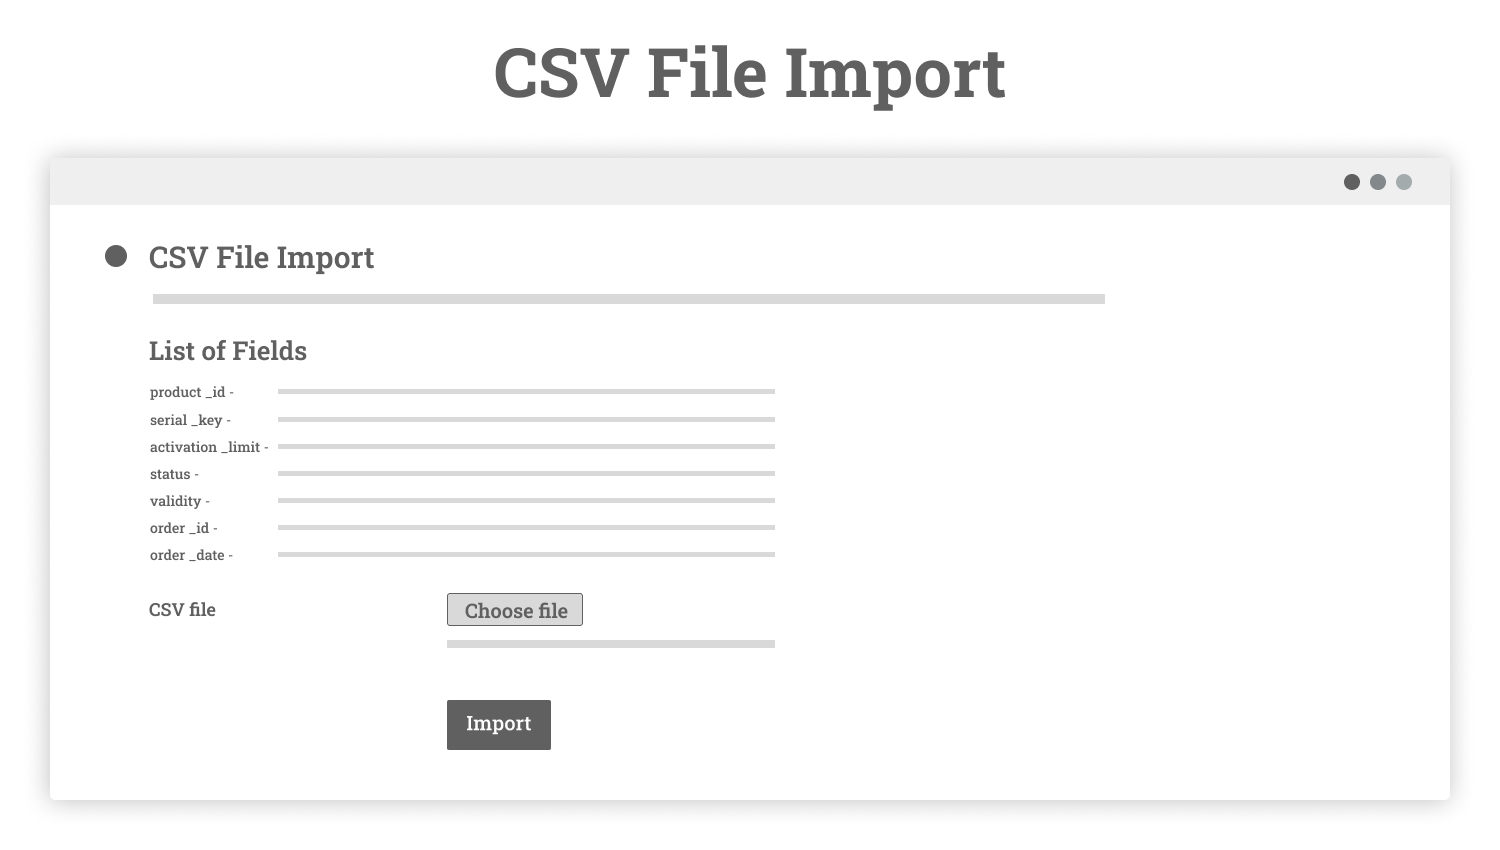 CSV File Import
CSV File Import
List of Fields
product _id -
serial _key -
activation _limit -
status -
validity -
order _id -
order _date -
CSV file
Choose file
Import